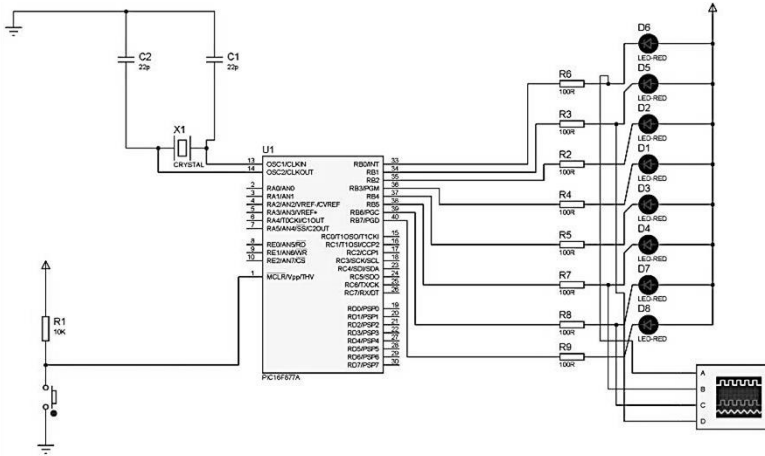 C2
22p
C1
22p
X1
CRYSTAL
U1
13
OSC1/CLKIN
14
OSC2/CLKOUT
2
RA0/AN0
3
RA1/AN1
4
RA2/AN2/VREF-/CVREF
5
RA3/AN3/VREF+
6
RA4/T0CKI/C1OUT
7
RA5/AN4/SS/C2OUT
8
RE0/AN5/RD
9
RE1/AN6/WR
10
RE2/AN7/CS
1
MCLR/Vpp/THV
RB0/INT
33
RB1
34
RB2
35
RB3/PGM
36
RB4
37
RB5
38
RB6/PGC
39
RB7/PGD
40
RC0/T1OSO/T1CKI
15
RC1/T1OSI/CCP2
16
RC2/CCP1
17
RC3/SCK/SCL
18
RC4/SDI/SDA
23
RC5/SDO
24
RC6/TX/CK
25
RC7/RX/DT
26
RD0/PSP0
19
RD1/PSP1
20
RD2/PSP2
21
RD3/PSP3
22
RD4/PSP4
27
RD5/PSP5
28
RD6/PSP6
29
RD7/PSP7
30
PIC16F877A
R1
10K
R6
100R
R3
100R
R2
100R
R4
100R
R5
100R
R7
100R
R8
100R
R9
100R
D6
LED-RED
D5
LED-RED
D2
LED-RED
D1
LED-RED
D3
LED-RED
D4
LED-RED
D7
LED-RED
D8
LED-RED
A
B
C
D